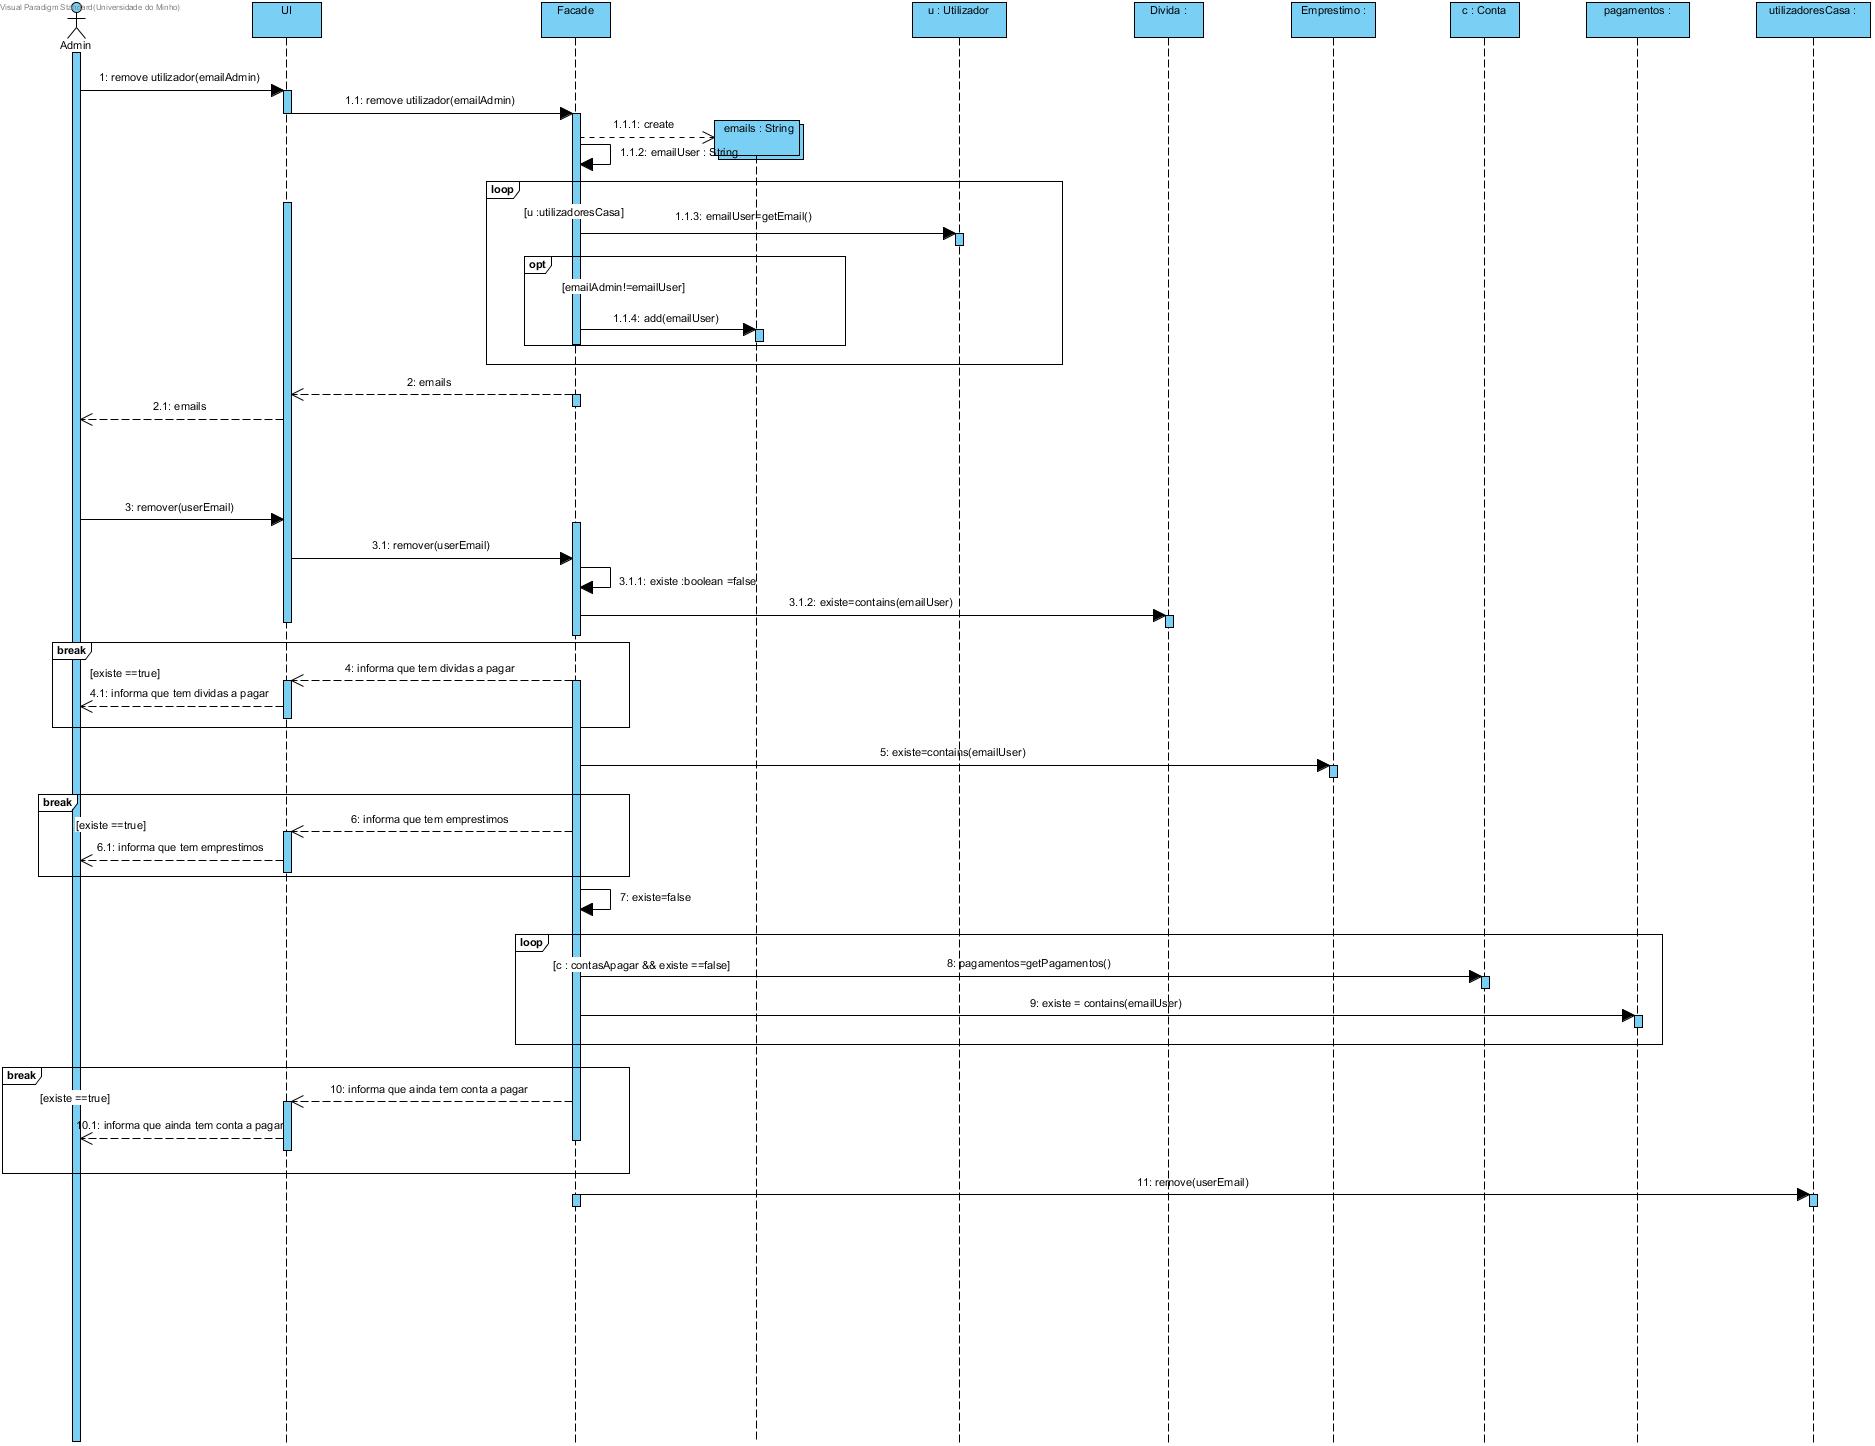 Visual Paradigm Standard(Universidade do Minho)
Admin
UI
Facade
u : Utilizador
Divida :
Emprestimo :
c : Conta
pagamentos :
utilizadoresCasa :
1: remove utilizador(emailAdmin)
1.1: remove utilizador(emailAdmin)
1.1.1: create
emails : String
1.1.2: emailUser : String
loop
[u :utilizadoresCasa]
1.1.3: emailUser=getEmail()
opt
[emailAdmin!=emailUser]
1.1.4: add(emailUser)
2: emails
2.1: emails
3: remover(userEmail)
3.1: remover(userEmail)
3.1.1: existe :boolean =false
3.1.2: existe=contains(emailUser)
break
[existe ==true]
4: informa que tem dividas a pagar
4.1: informa que tem dividas a pagar
5: existe=contains(emailUser)
break
[existe ==true]
6: informa que tem emprestimos
6.1: informa que tem emprestimos
7: existe=false
loop
[c : contasApagar && existe ==false]
8: pagamentos=getPagamentos()
9: existe = contains(emailUser)
break
[existe ==true]
10: informa que ainda tem conta a pagar
10.1: informa que ainda tem conta a pagar
11: remove(userEmail)